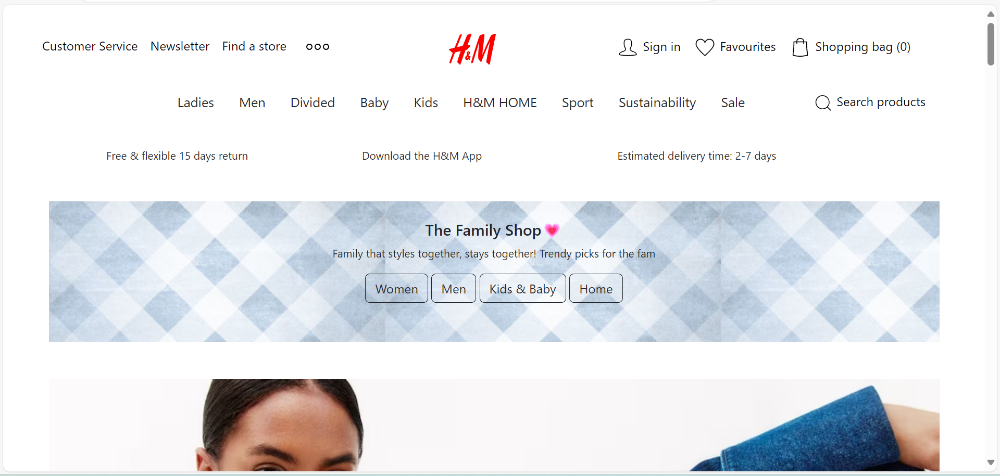 Customer Service Newsletter Find a store H&M Sign in Favourites Shopping bag (0)
Ladies Men Divided Baby Kids H&M HOME Sport Sustainability Sale Search products
Free & flexible 15 days return Download the H&M App Estimated delivery time: 2-7 days
The Family Shop 💗
Family that styles together, stays together! Trendy picks for the fam
Women Men Kids & Baby Home